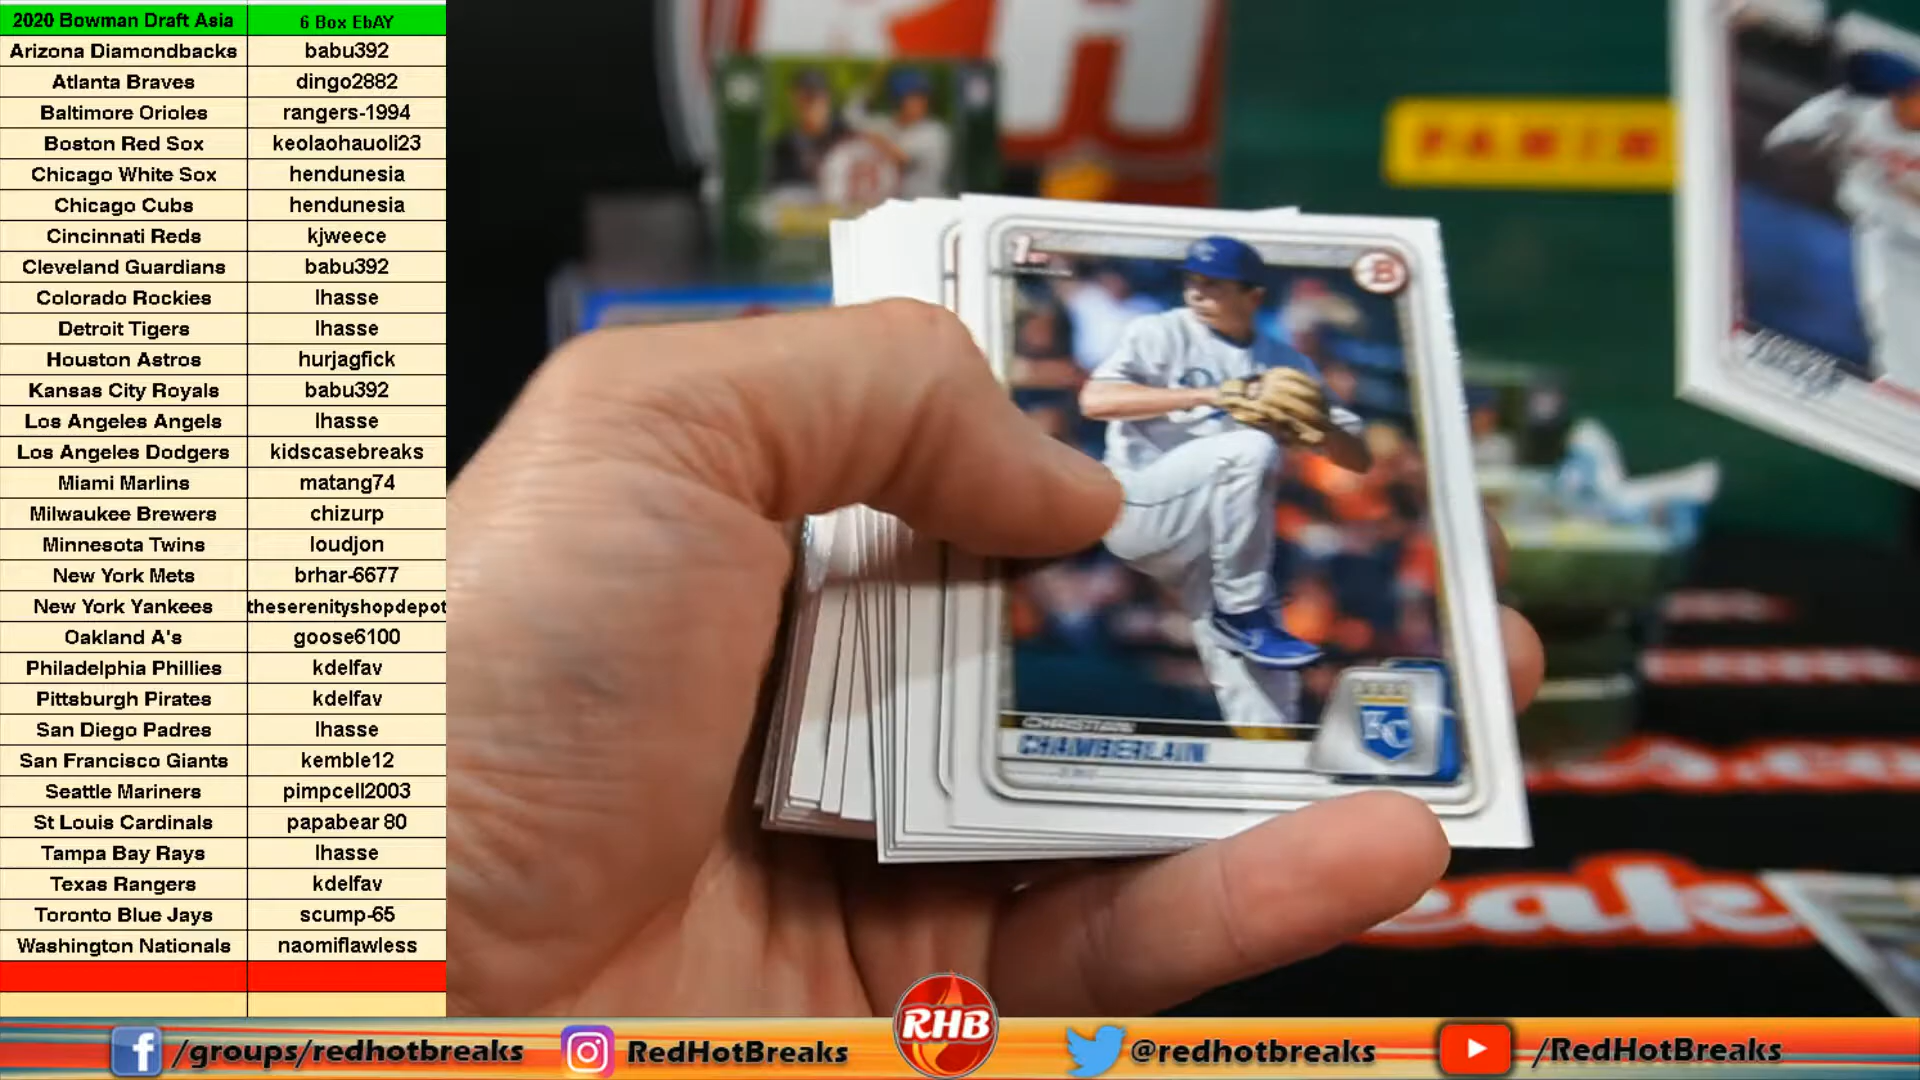 2020 Bowman Draft Asia 6 Box EbAY
Arizona Diamondbacks babu392
Atlanta Braves dingo2882
Baltimore Orioles rangers-1994
Boston Red Sox keolaohauoli23
Chicago White Sox hendunesia
Chicago Cubs hendunesia
Cincinnati Reds kjweece
Cleveland Guardians babu392
Colorado Rockies lhasse
Detroit Tigers lhasse
Houston Astros hurjagfick
Kansas City Royals babu392
Los Angeles Angels lhasse
Los Angeles Dodgers kidscasebreaks
Miami Marlins matang74
Milwaukee Brewers chizurp
Minnesota Twins loudjon
New York Mets brhar-6677
New York Yankees theserenityshopdepot
Oakland A's goose6100
Philadelphia Phillies kdelfav
Pittsburgh Pirates kdelfav
San Diego Padres lhasse
San Francisco Giants kemble12
Seattle Mariners pimpcell2003
St Louis Cardinals papabear 80
Tampa Bay Rays lhasse
Texas Rangers kdelfav
Toronto Blue Jays scump-65
Washington Nationals naomiflawless
PANINI
1st
B
CHRISTIAN
CHAMBERLAIN
KC
/groups/redhotbreaks
RedHotBreaks
RHB
@redhotbreaks
/RedHotBreaks